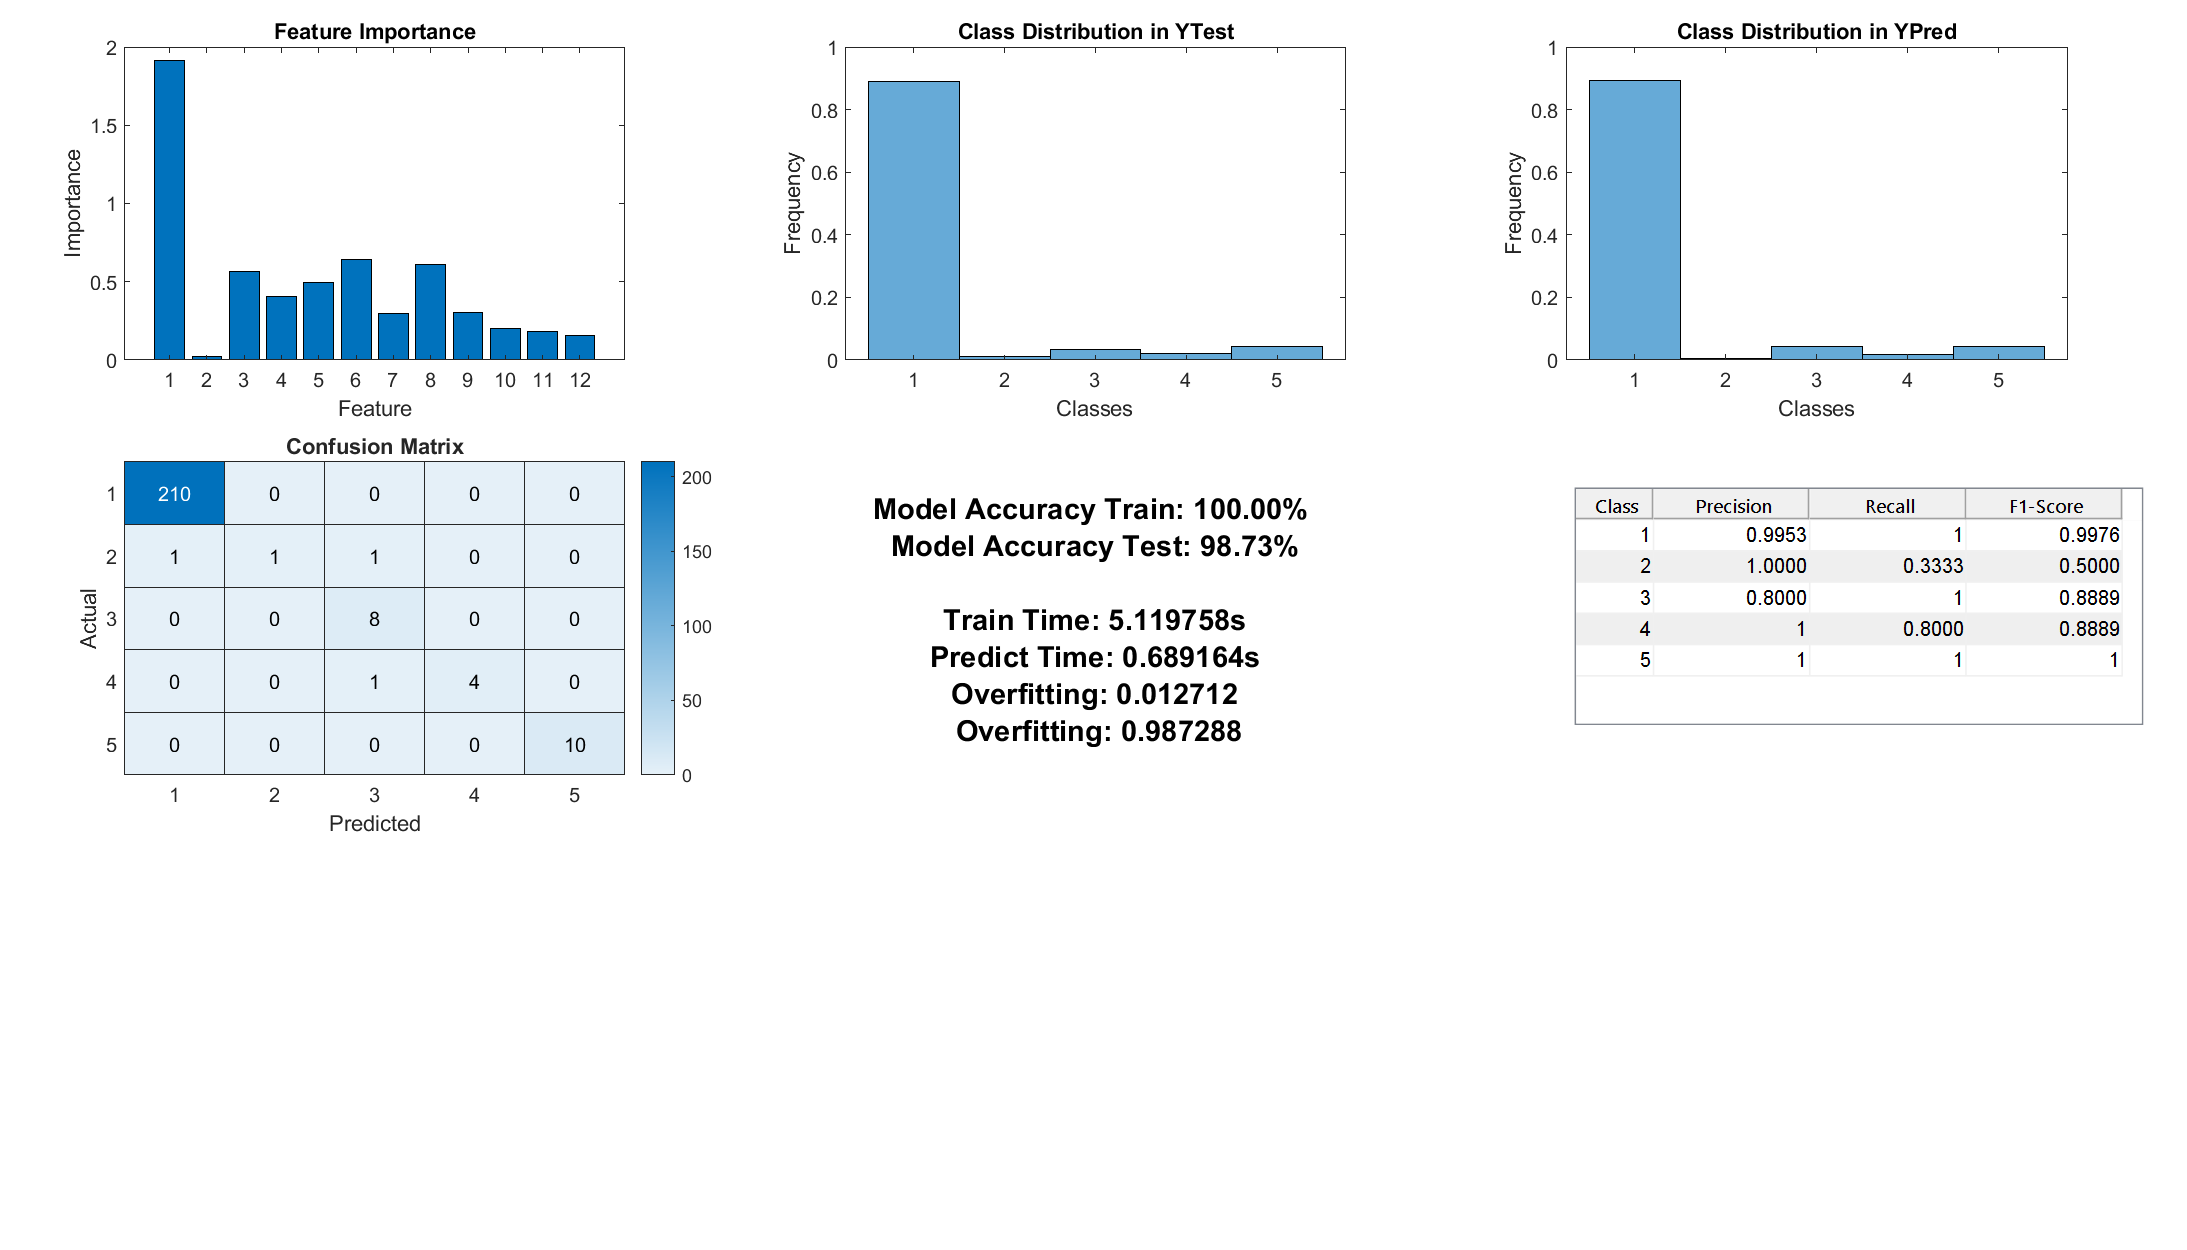 Feature Importance
2
1.5
1
0.5
0
Importance
1 2 3 4 5 6 7 8 9 10 11 12
Feature
Class Distribution in YTest
1
0.8
0.6
0.4
0.2
0
Frequency
1 2 3 4 5
Classes
Class Distribution in YPred
1
0.8
0.6
0.4
0.2
0
Frequency
1 2 3 4 5
Classes
Confusion Matrix
Actual
1 210 0 0 0 0
2 1 1 1 0 0
3 0 0 8 0 0
4 0 0 1 4 0
5 0 0 0 0 10
1 2 3 4 5
Predicted
200
150
100
50
0
Model Accuracy Train: 100.00%
Model Accuracy Test: 98.73%
Train Time: 5.119758s
Predict Time: 0.689164s
Overfitting: 0.012712
Overfitting: 0.987288
Class Precision Recall F1-Score
1 0.9953 1 0.9976
2 1.0000 0.3333 0.5000
3 0.8000 1 0.8889
4 1 0.8000 0.8889
5 1 1 1